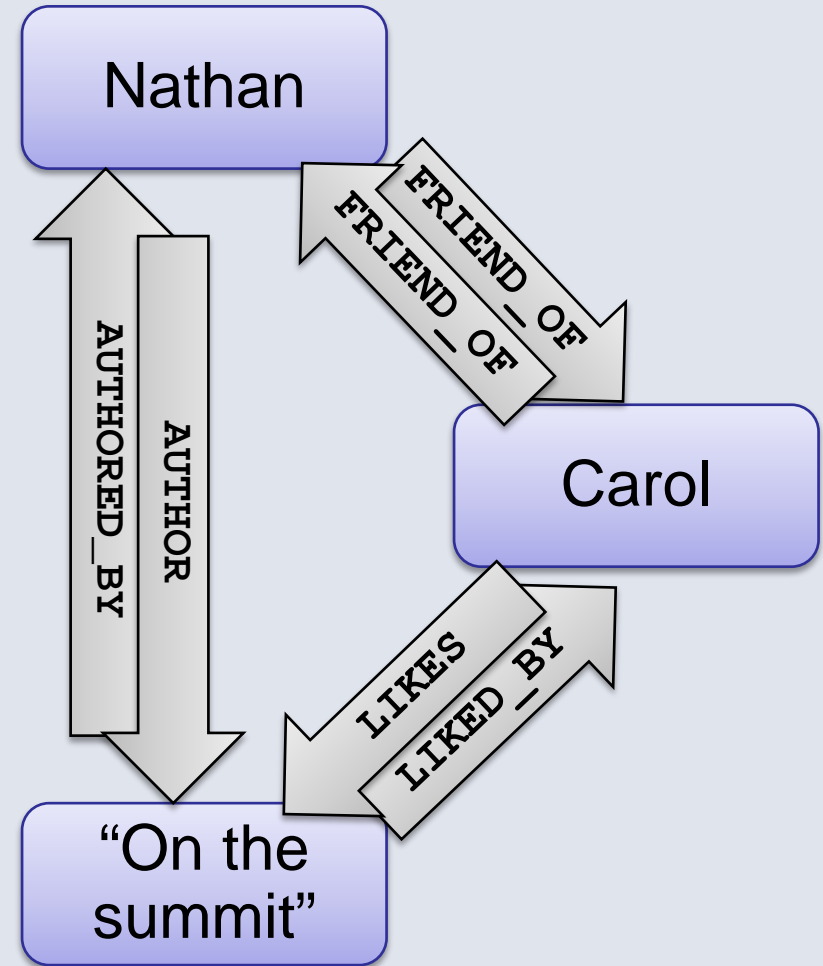 Nathan
FRIEND_OF
FRIEND_OF
AUTHORED_BY
AUTHOR
Carol
LIKES
LIKED_BY
“On the
summit”